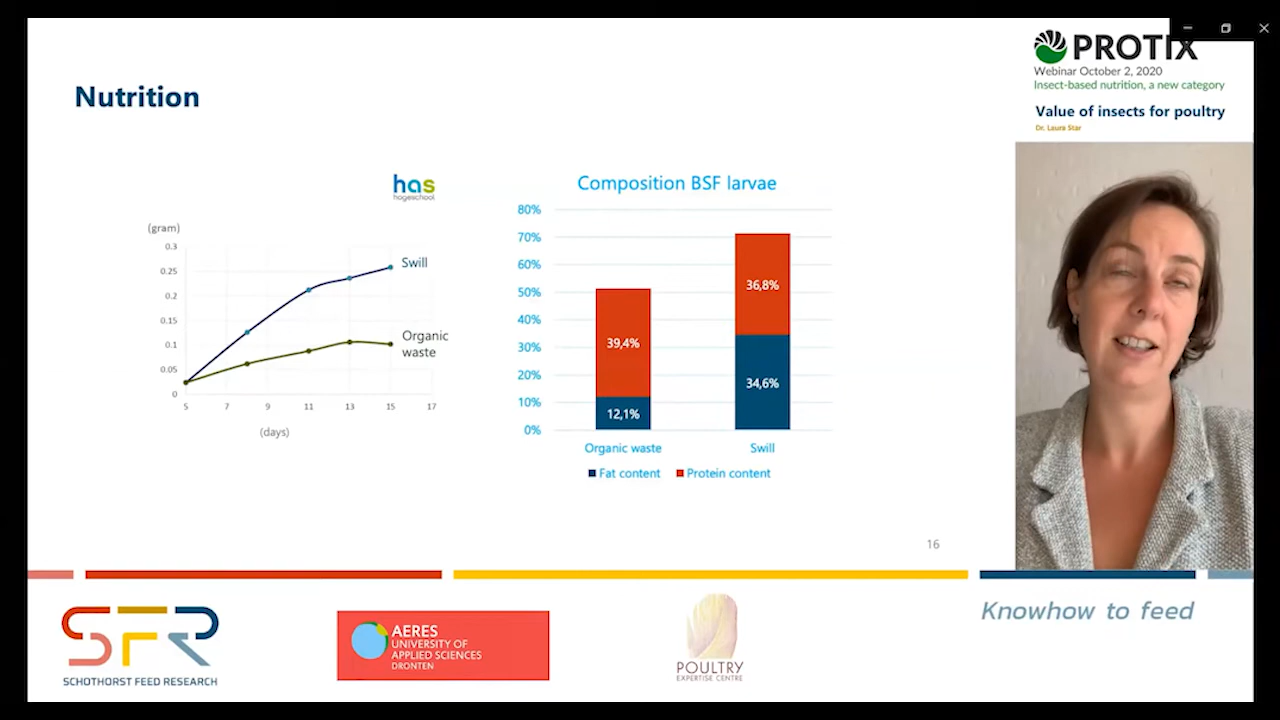 Nutrition
PROTIX
Webinar October 2, 2020
Insect-based nutrition, a new category
Value of insects for poultry
Dr. Laura Star
has
hogeschool
(gram)
0.3
0.25
0.2
0.15
0.1
0.05
0
5
7
9
11
13
15
17
(days)
Swill
Organic
waste
Composition BSF larvae
80%
70%
60%
50%
40%
30%
20%
10%
0%
39,4%
12,1%
36,8%
34,6%
Organic waste
Swill
Fat content
Protein content
16
SFR
SCHOTHORST FEED RESEARCH
AERES
UNIVERSITY OF
APPLIED SCIENCES
DRONTEN
POULTRY
EXPERTISE CENTRE
Knowhow to feed